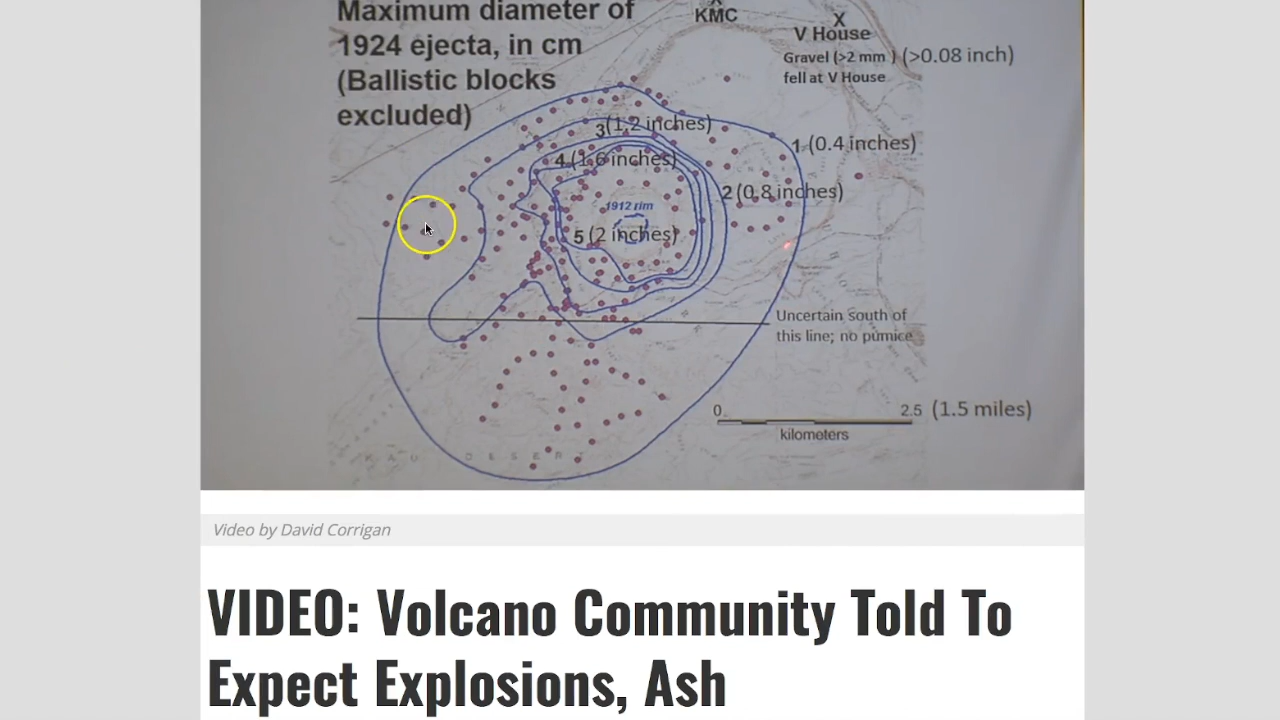 Maximum diameter of
1924 ejecta, in cm
(Ballistic blocks
excluded)
KMC
X
V House
Gravel (>2 mm ) (>0.08 inch)
fell at V House
3 (1.2 inches)
1 (0.4 inches)
4 (1.6 inches)
2 (0.8 inches)
1912 rim
5 (2 inches)
Uncertain South of
this line; no pumice
0 2.5 (1.5 miles)
kilometers
K A U D E S E R T
Video by David Corrigan
VIDEO: Volcano Community Told To
Expect Explosions, Ash